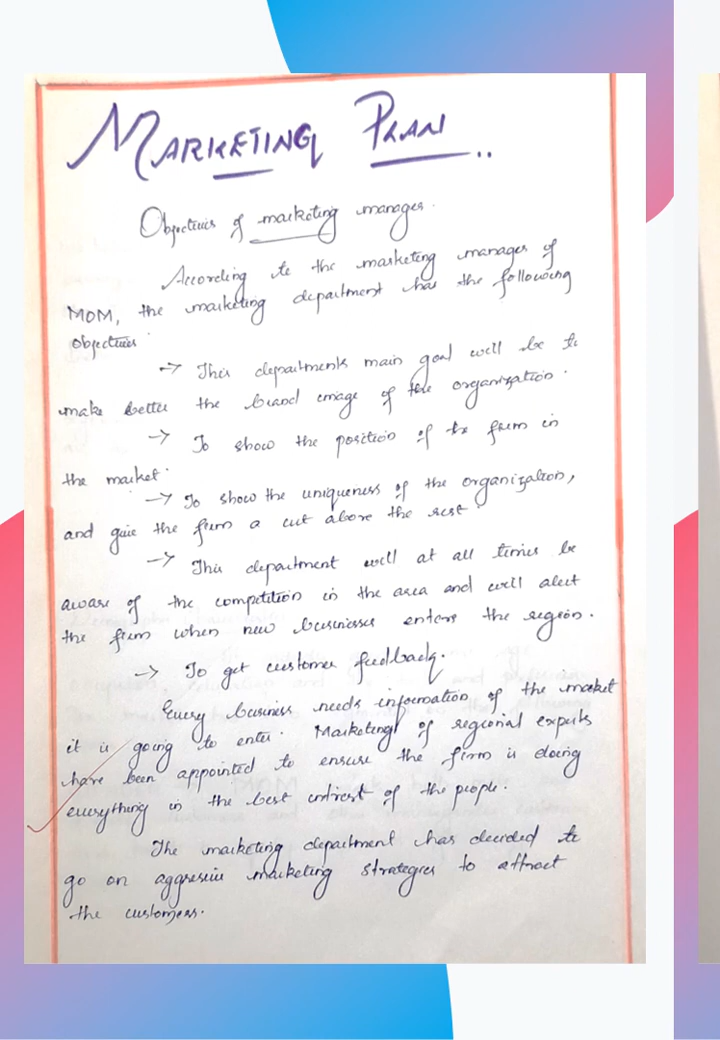 MARKETING PLAN..
Objectives of marketing manager.
According to the marketing manager of
MOM, the marketing department has the following
objectives
-> This departments main goal will be to
make better the brand image of the organization.
-> To show the position of the firm in
the market.
-> To show the uniqueness of the organization,
and give the firm a cut above the rest
-> This department will at all times be
aware of the competition in the area and will alert
the firm when new businesses enters the region.
-> To get customer feedback.
Every business needs information of the market
it is going to enter. Marketing of regional experts
have been appointed to ensure the firm is doing
everything in the best intrest of the people.
The marketing department has decided to
go on aggressive marketing strategies to attract
the customers.